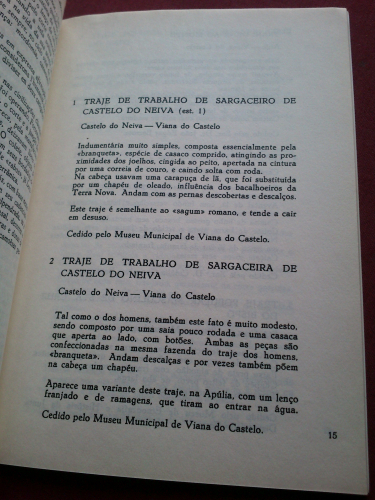 1 TRAJE DE TRABALHO DE SARGACEIRO DE
CASTELO DO NEIVA (est. 1)
Castelo do Neiva — Viana do Castelo
Indumentária muito simples, composta essencialmente pela
«branqueta», espécie de casaco comprido, atingindo as pro-
ximidades dos joelhos, cingida ao peito, apertada na cintura
por uma correia de couro, e caindo solta com roda.
Na cabeça usavam uma carapuça de lã, que foi substituída
por um chapéu de oleado, influência dos bacalhoeiros da
Terra Nova. Andam com as pernas descobertas e descalços.
Este traje é semelhante ao «sagum» romano, e tende a cair
em desuso.
Cedido pelo Museu Municipal de Viana do Castelo.
2 TRAJE DE TRABALHO DE SARGACEIRA DE
CASTELO DO NEIVA
Castelo do Neiva — Viana do Castelo
Tal como o dos homens, também este fato é muito modesto,
sendo composto por uma saia pouco rodada e uma casaca
que aperta ao lado, com botões. Ambas as peças são
confeccionadas na mesma fazenda do traje dos homens,
«branqueta». Andam descalças e por vezes também põem
na cabeça um chapéu.
Aparece uma variante deste traje, na Apúlia, com um lenço
franjado e de ramagens, que tiram ao entrar na água.
Cedido pelo Museu Municipal de Viana do Castelo.
15